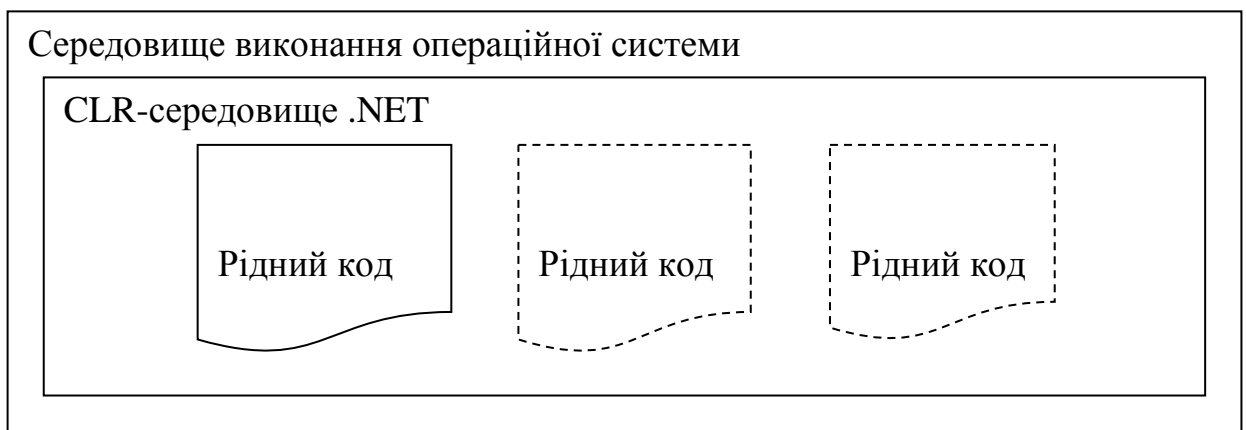 Середовище виконання операційної системи
CLR-середовище .NET
Рідний код Рідний код Рідний код